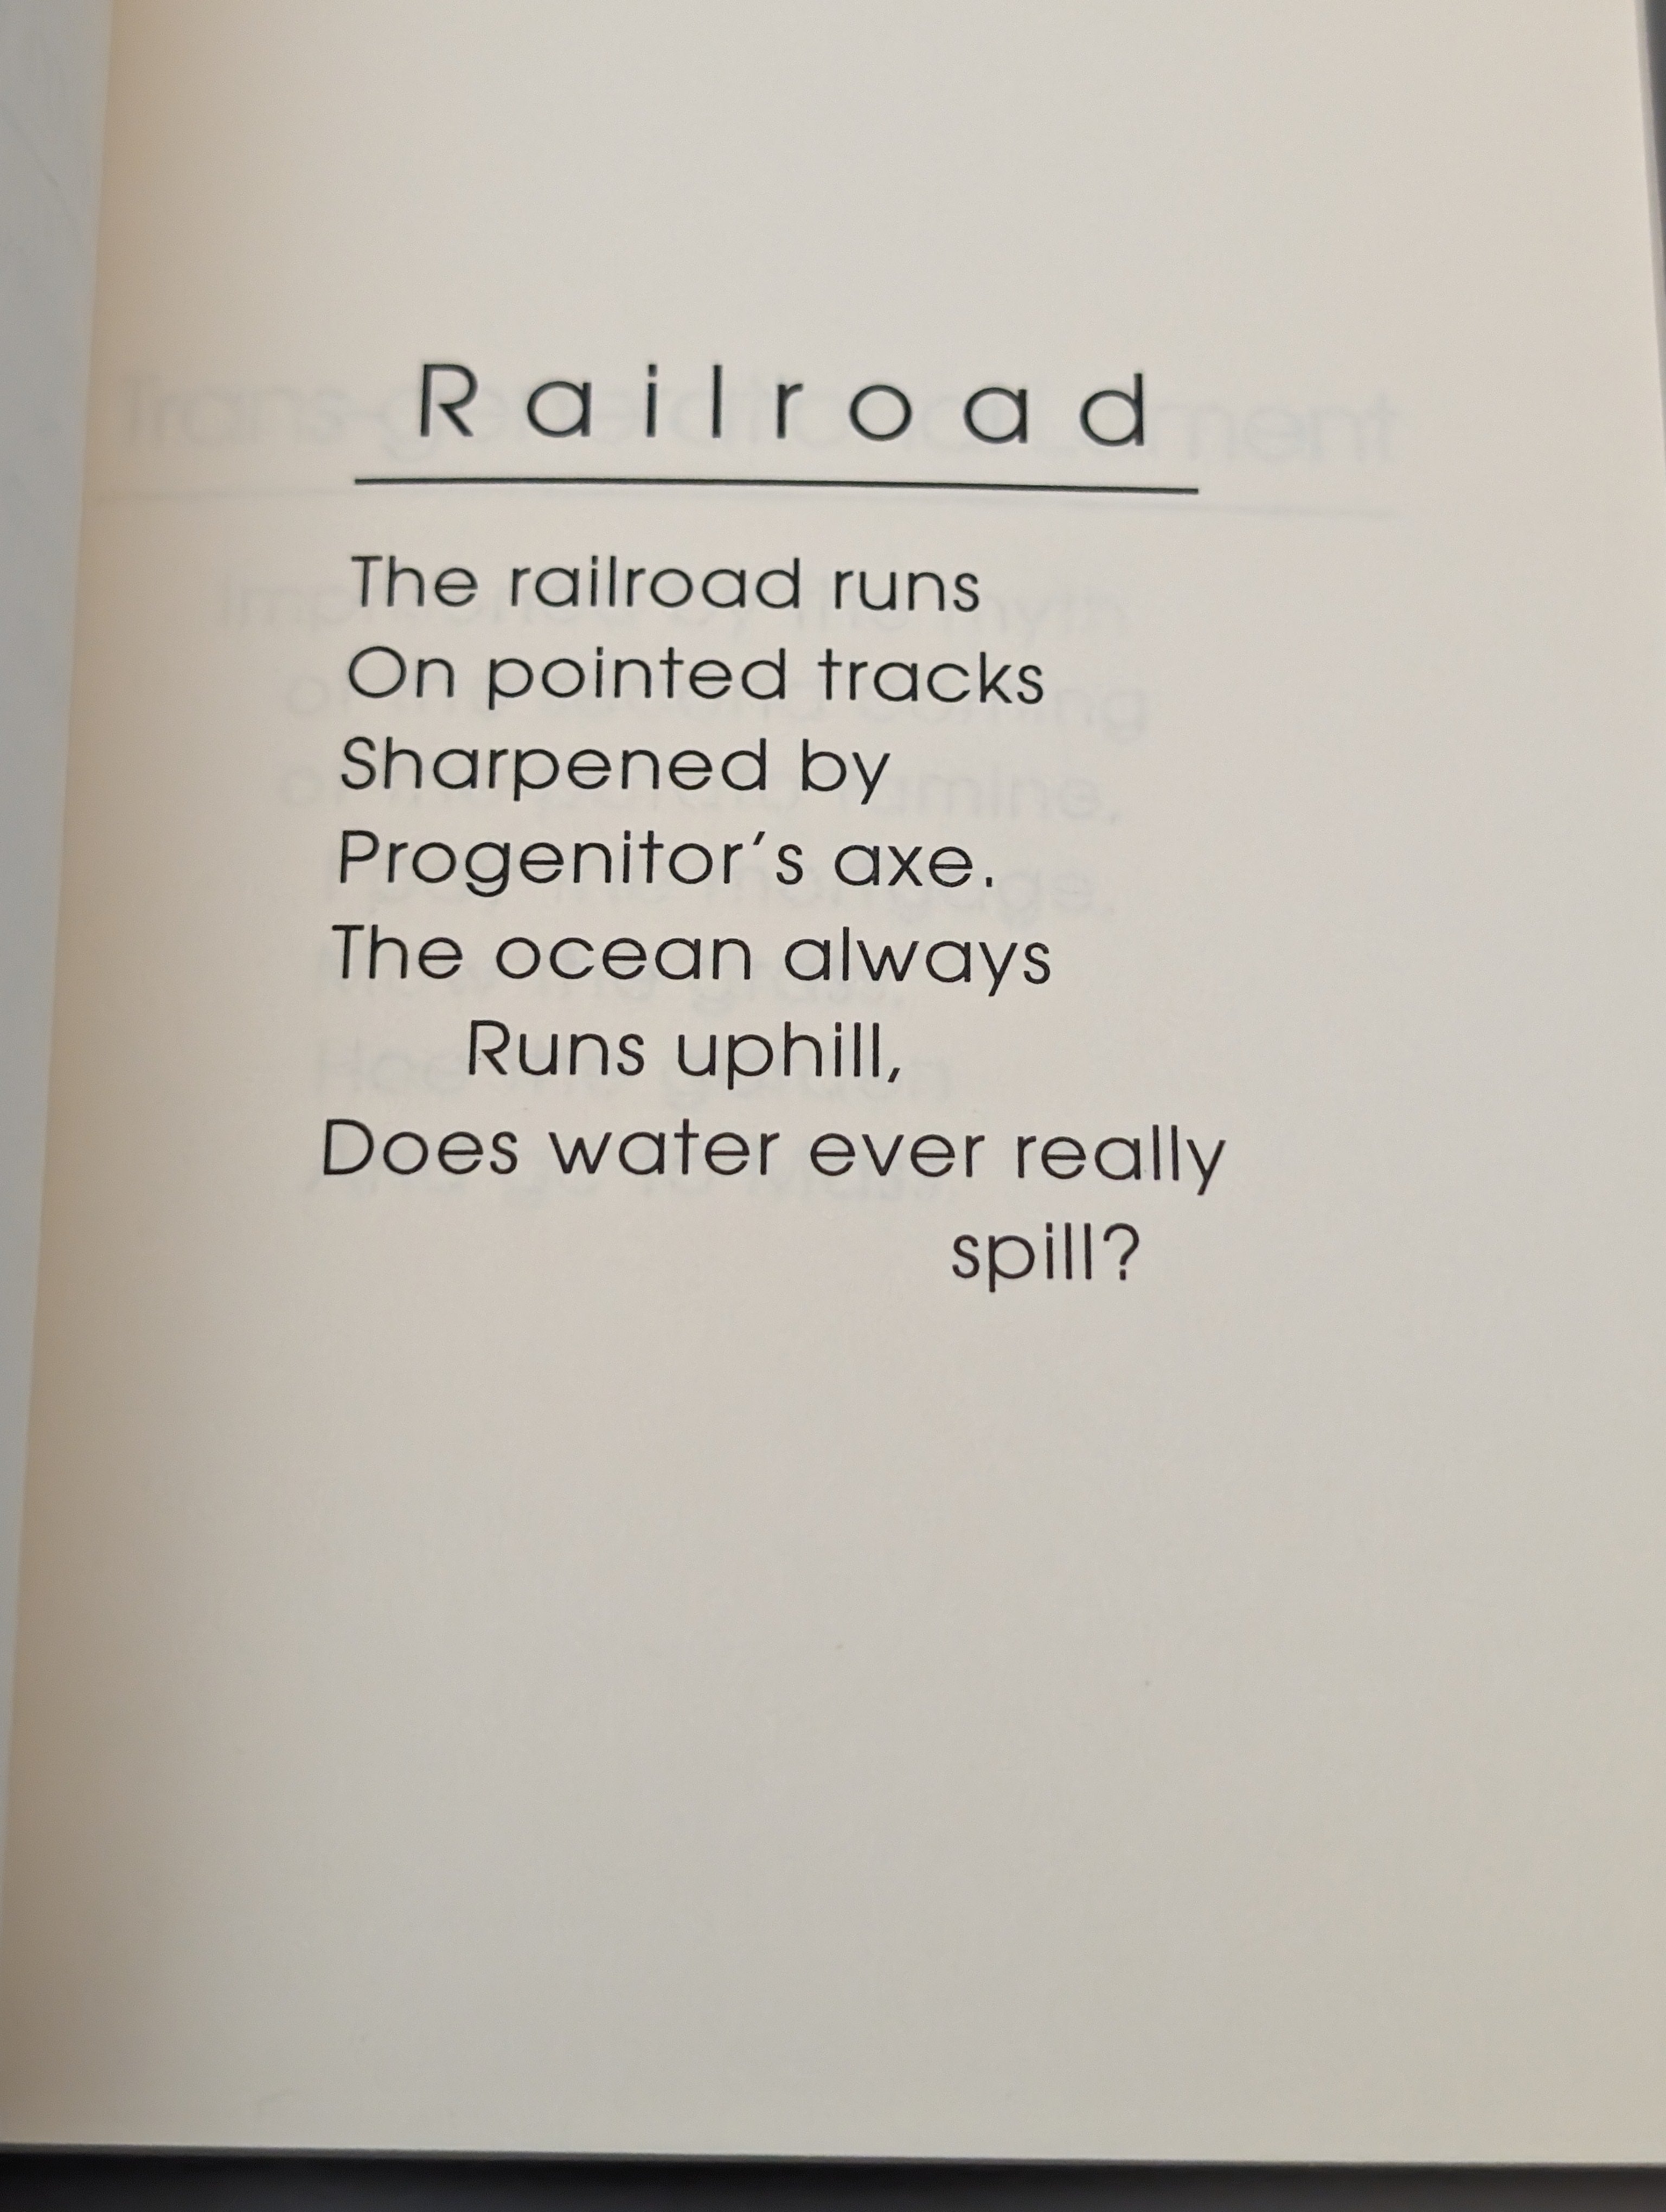 Railroad
The railroad runs
On pointed tracks
Sharpened by
Progenitor's axe.
The ocean always
Runs uphill,
Does water ever really
spill?